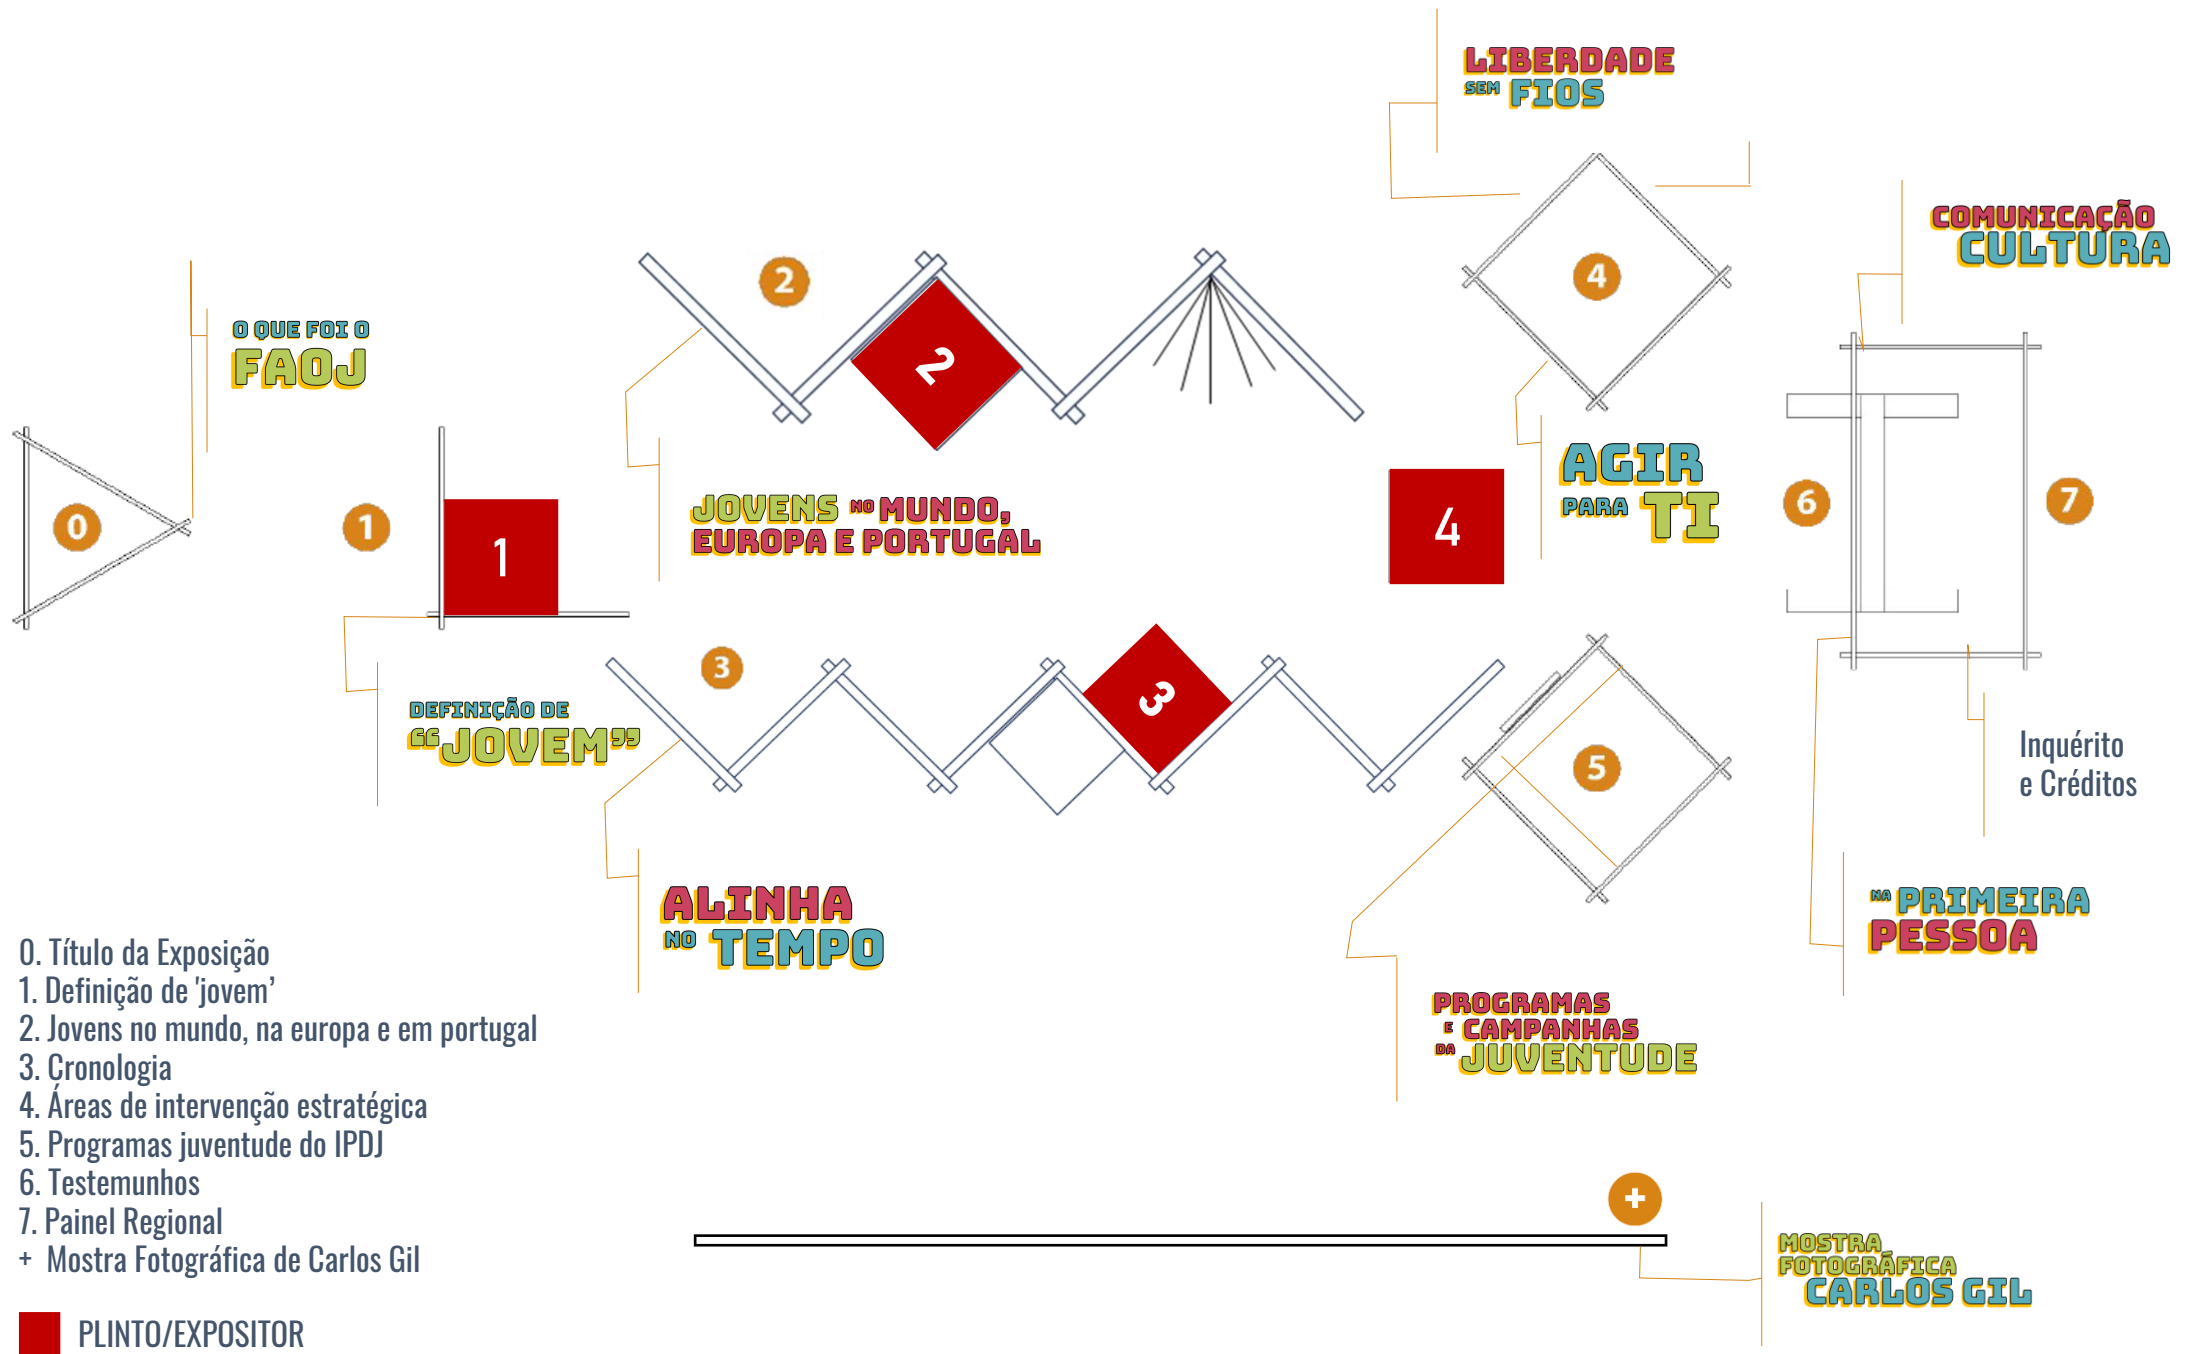 LIBERDADE
SEM FIOS
COMUNICAÇÃO
CULTURA
O QUE FOI O
FAOJ
2
4
2
0
1
1
JOVENS NO MUNDO,
EUROPA E PORTUGAL
4
AGIR
PARA TI
6
7
DEFINIÇÃO DE
“JOVEM”
3
3
5
Inquérito
e Créditos
ALINHA
NO TEMPO
NA PRIMEIRA
PESSOA
PROGRAMAS
E CAMPANHAS
DA JUVENTUDE
0. Título da Exposição
1. Definição de 'jovem’
2. Jovens no mundo, na europa e em portugal
3. Cronologia
4. Áreas de intervenção estratégica
5. Programas juventude do IPDJ
6. Testemunhos
7. Painel Regional
+ Mostra Fotográfica de Carlos Gil
PLINTO/EXPOSITOR
+
MOSTRA
FOTOGRÁFICA
CARLOS GIL